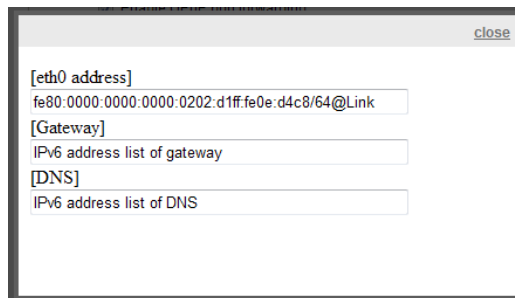 close
[eth0 address]
fe80:0000:0000:0000:0202:d1ff:fe0e:d4c8/64@Link
[Gateway]
IPv6 address list of gateway
[DNS]
IPv6 address list of DNS